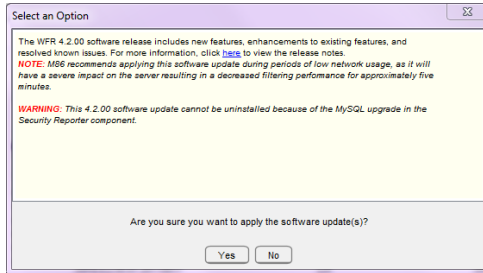 Select an Option
The WFR 4.2.00 software release includes new features, enhancements to existing features, and
resolved known issues. For more information, click here to view the release notes.
NOTE: M86 recommends applying this software update during periods of low network usage, as it will
have a severe impact on the server resulting in a decreased filtering performance for approximately five
minutes.
WARNING: This 4.2.00 software update cannot be uninstalled because of the MySQL upgrade in the
Security Reporter component.
Are you sure you want to apply the software update(s)?
Yes No